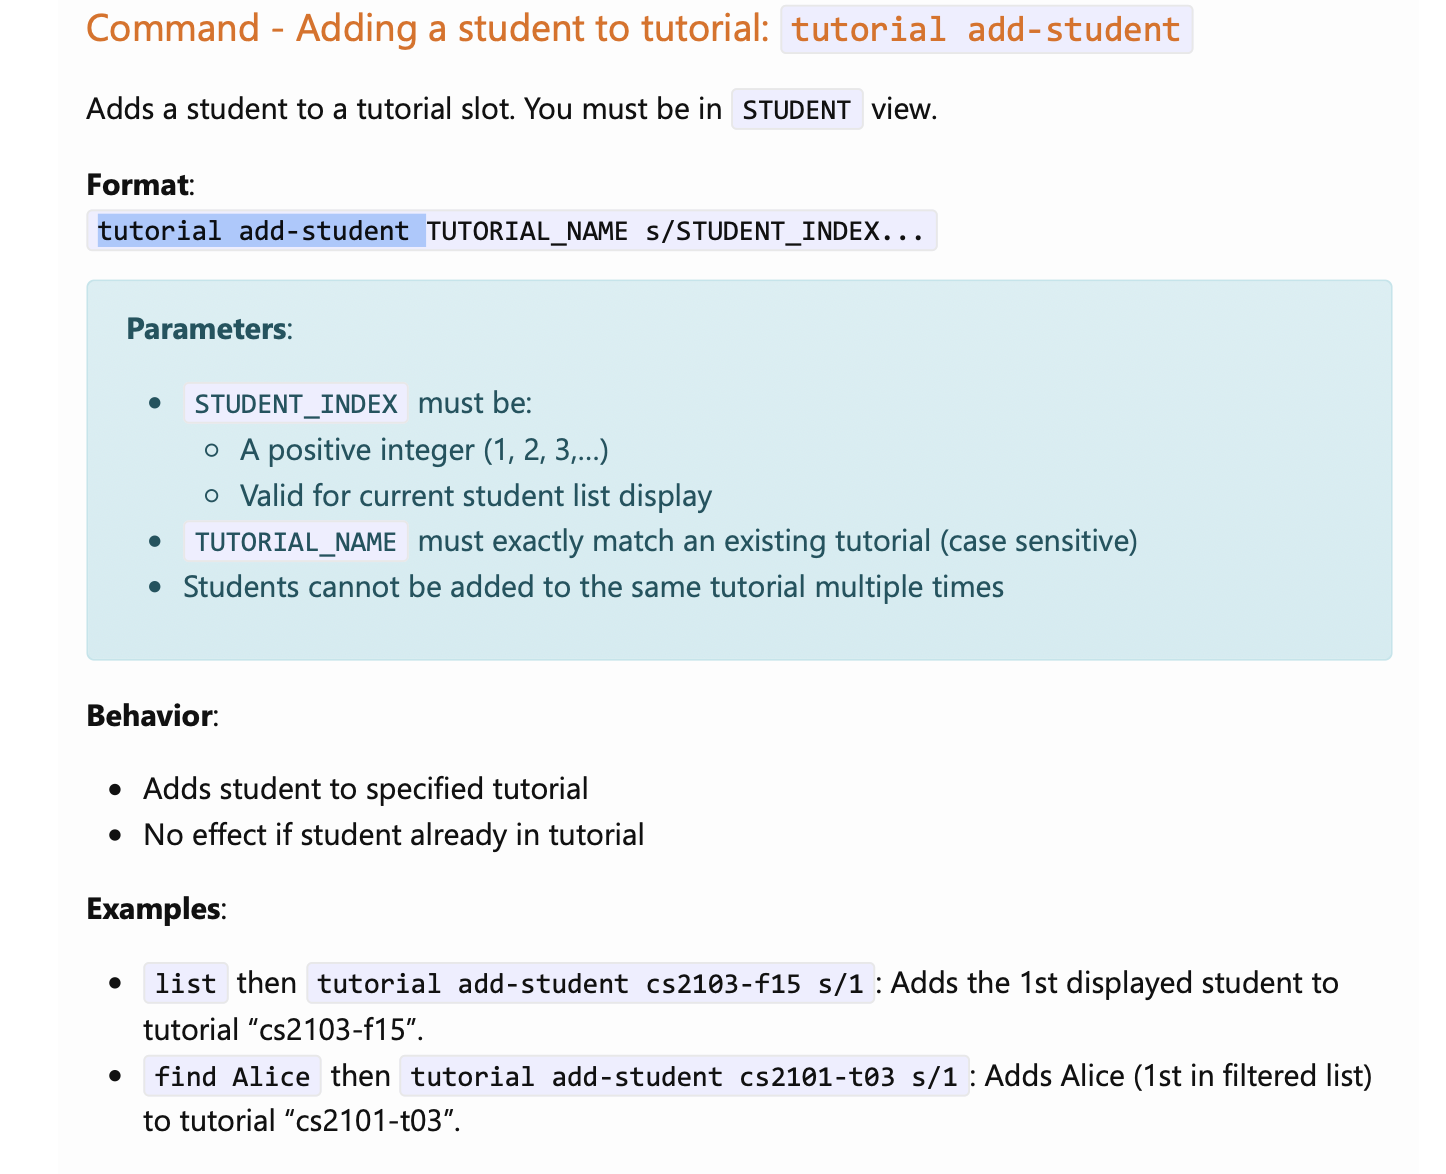 Command - Adding a student to tutorial: tutorial add-student
Adds a student to a tutorial slot. You must be in STUDENT view.
Format:
tutorial add-student TUTORIAL_NAME s/STUDENT_INDEX...
Parameters:
• STUDENT_INDEX must be:
○ A positive integer (1, 2, 3,...)
○ Valid for current student list display
• TUTORIAL_NAME must exactly match an existing tutorial (case sensitive)
• Students cannot be added to the same tutorial multiple times
Behavior:
• Adds student to specified tutorial
• No effect if student already in tutorial
Examples:
• list then tutorial add-student cs2103-f15 s/1: Adds the 1st displayed student to
tutorial “cs2103-f15”.
• find Alice then tutorial add-student cs2101-t03 s/1: Adds Alice (1st in filtered list)
to tutorial “cs2101-t03”.